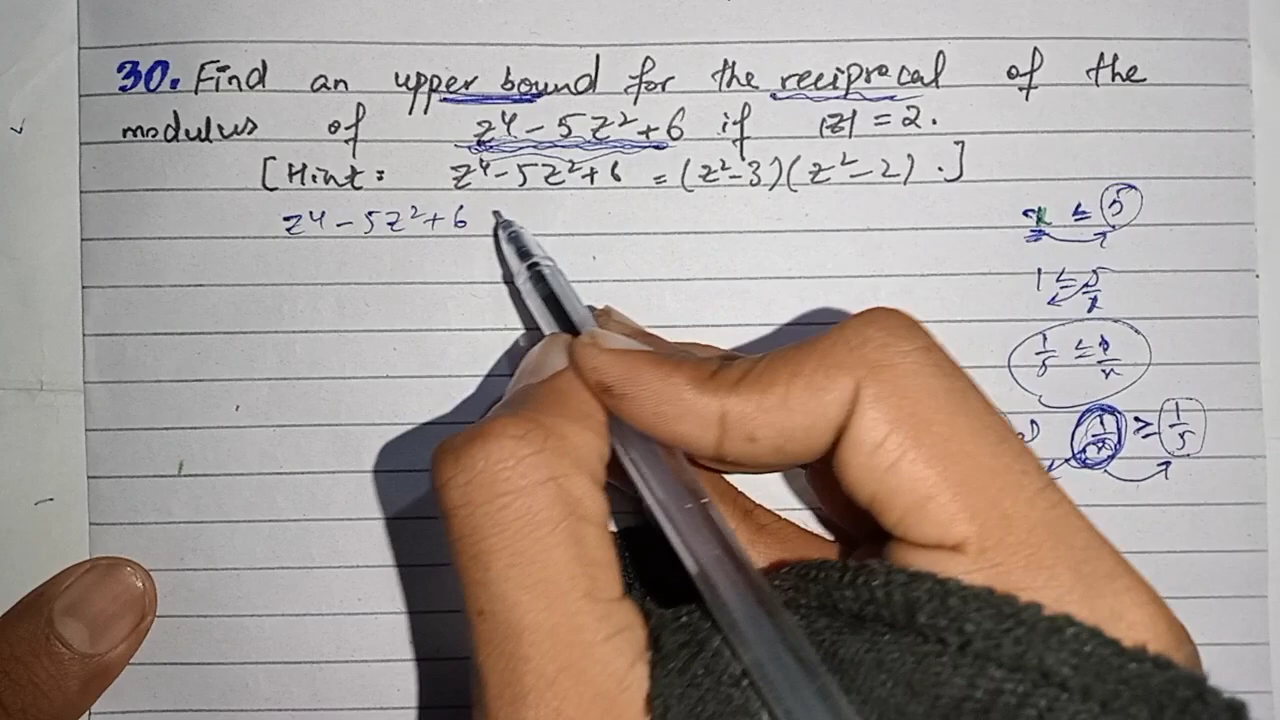 30. Find an upper bound for the reciprocal of the
modulus of z⁴ - 5z² + 6 if |z| = 2.
[Hint: z⁴ - 5z² + 6 = (z² - 3)(z² - 2).]
z⁴ - 5z² + 6
x ≤ 5
1 ≤ 5/x
1/5 ≤ 1/x
1/x ≥ 1/5